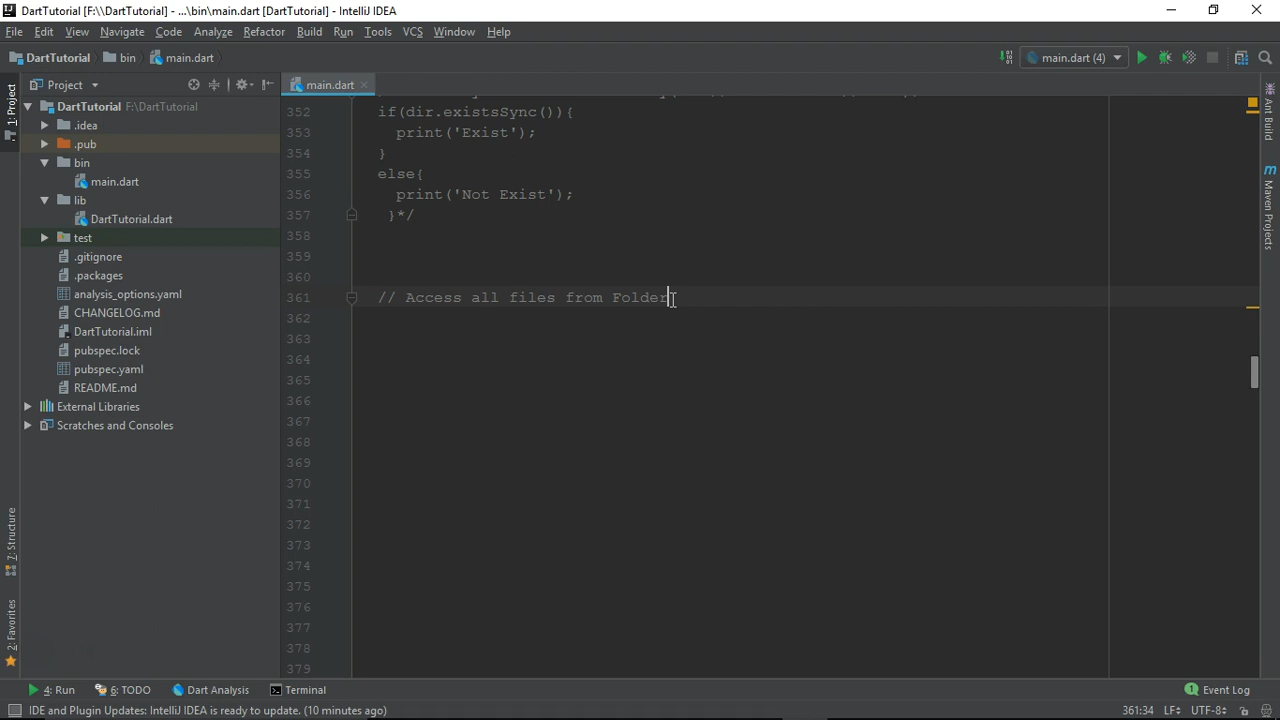 DartTutorial [F:\\DartTutorial] - ...\bin\main.dart [DartTutorial] - IntelliJ IDEA
File Edit View Navigate Code Analyze Refactor Build Run Tools VCS Window Help
DartTutorial bin main.dart main.dart (4)
Project main.dart
1: Project
DartTutorial F:\DartTutorial
.idea
.pub
bin
main.dart
lib
DartTutorial.dart
test
.gitignore
.packages
analysis_options.yaml
CHANGELOG.md
DartTutorial.iml
pubspec.lock
pubspec.yaml
README.md
External Libraries
Scratches and Consoles
7: Structure
2: Favorites
352 if(dir.existsSync()){
353 print('Exist');
354 }
355 else{
356 print('Not Exist');
357 }*/
358
359
360
361 // Access all files from Folder
362
363
364
365
366
367
368
369
370
371
372
373
374
375
376
377
378
379
Ant Build
Maven Projects
4: Run 6: TODO Dart Analysis Terminal Event Log
IDE and Plugin Updates: IntelliJ IDEA is ready to update. (10 minutes ago) 361:34 LF UTF-8